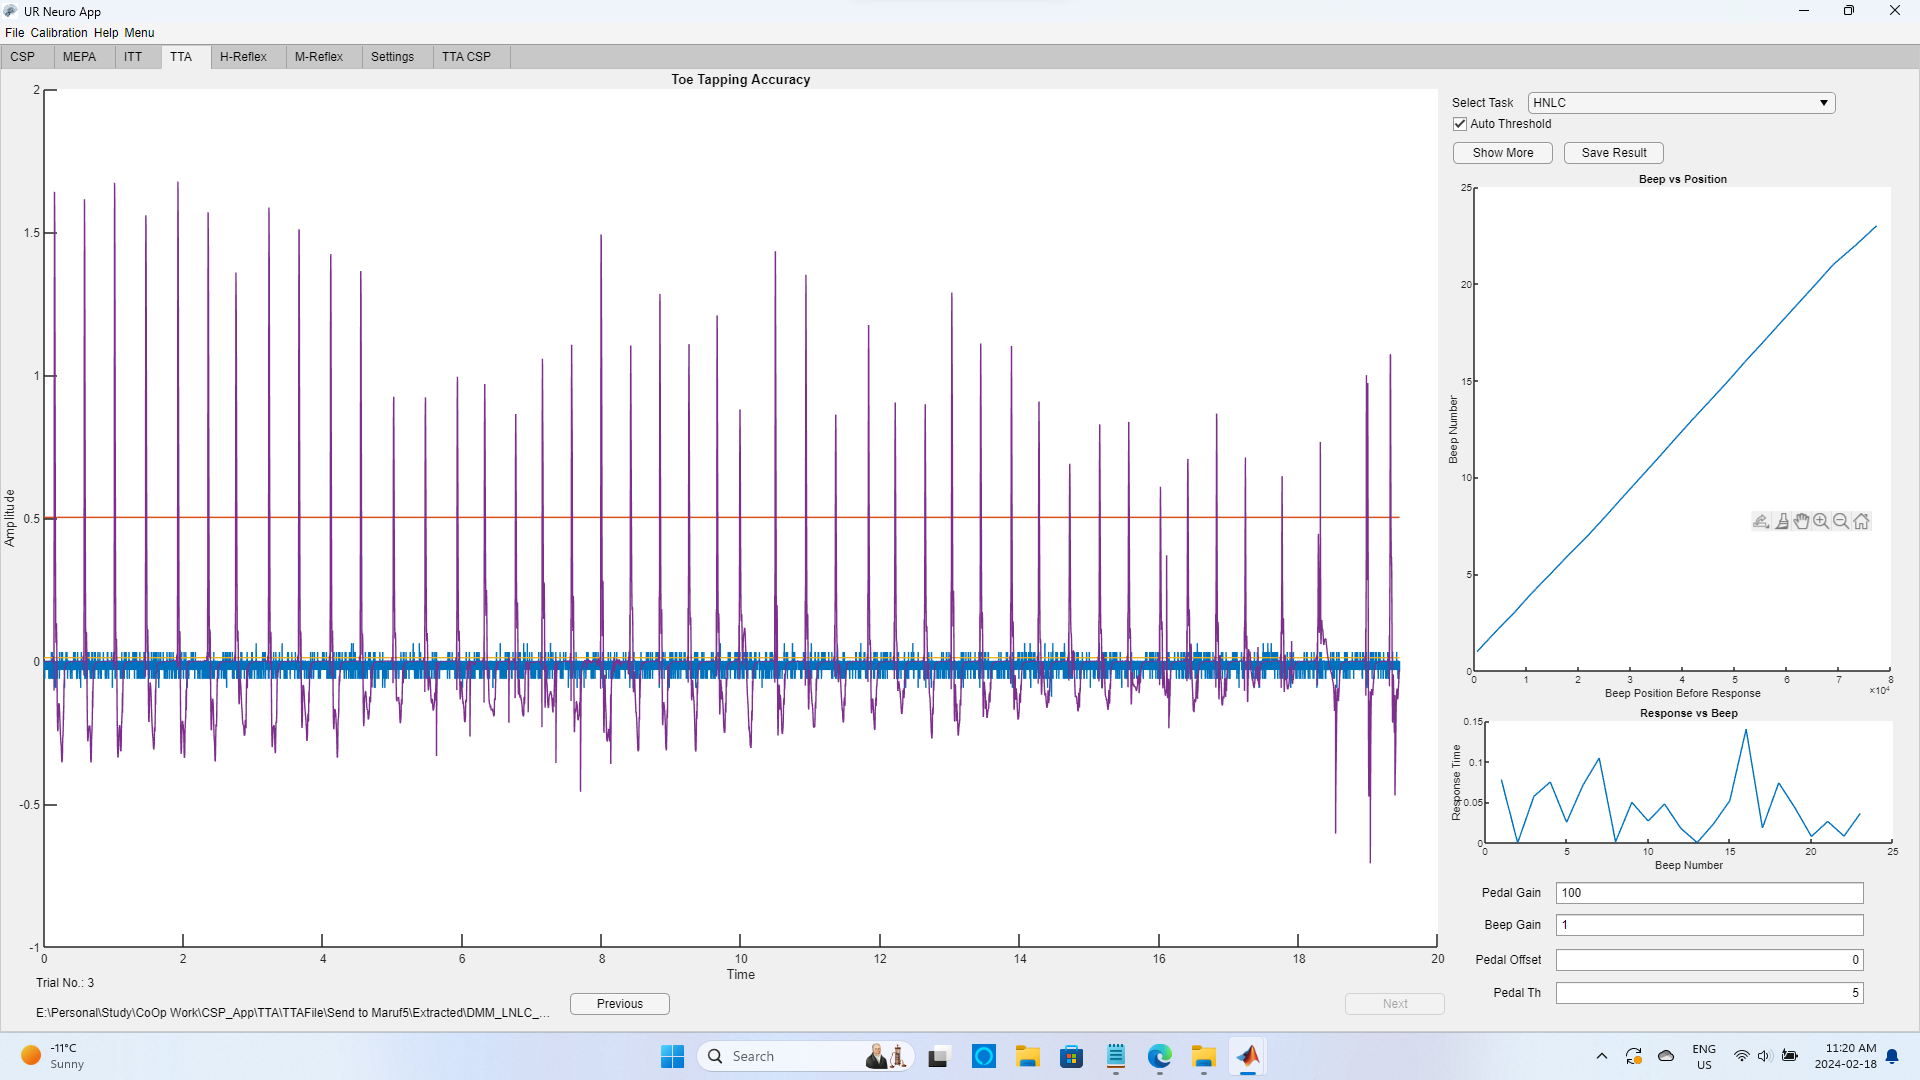 UR Neuro App
File Calibration Help Menu
CSP MEPA ITT TTA H-Reflex M-Reflex Settings TTA CSP
Toe Tapping Accuracy
2
1.5
1
0.5
0
-0.5
-1
Amplitude
0 2 4 6 8 10 12 14 16 18 20
Time
Trial No.: 3
E:\Personal\Study\CoOp Work\CSP_App\TTA\TTAFile\Send to Maruf5\Extracted\DMM_LNLC_...
Previous
Next
Select Task HNLC
Auto Threshold
Show More Save Result
Beep vs Position
25
20
15
10
5
0
Beep Number
0 1 2 3 4 5 6 7 8
Beep Position Before Response ×10⁴
Response vs Beep
0.15
0.1
0.05
0
Response Time
0 5 10 15 20 25
Beep Number
Pedal Gain 100
Beep Gain 1
Pedal Offset 0
Pedal Th 5
-11°C
Sunny
Search
ENG
US
11:20 AM
2024-02-18